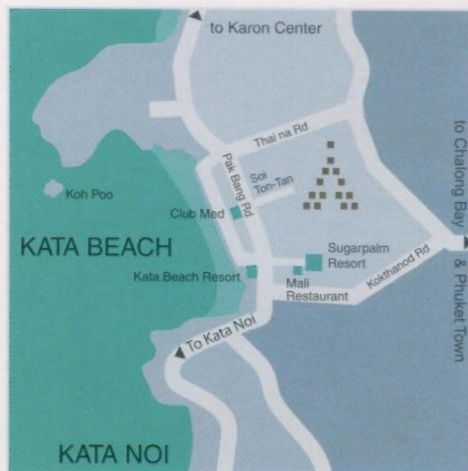 to Karon Center
Thai na Rd
Pak Bang Rd
Soi
Ton-Tan
Koh Poo
Club Med
KATA BEACH
Sugarpalm
Resort
Kata Beach Resort
Mali
Restaurant
Kokthanod Rd
to Chalong Bay
& Phuket Town
To Kata Noi
KATA NOI